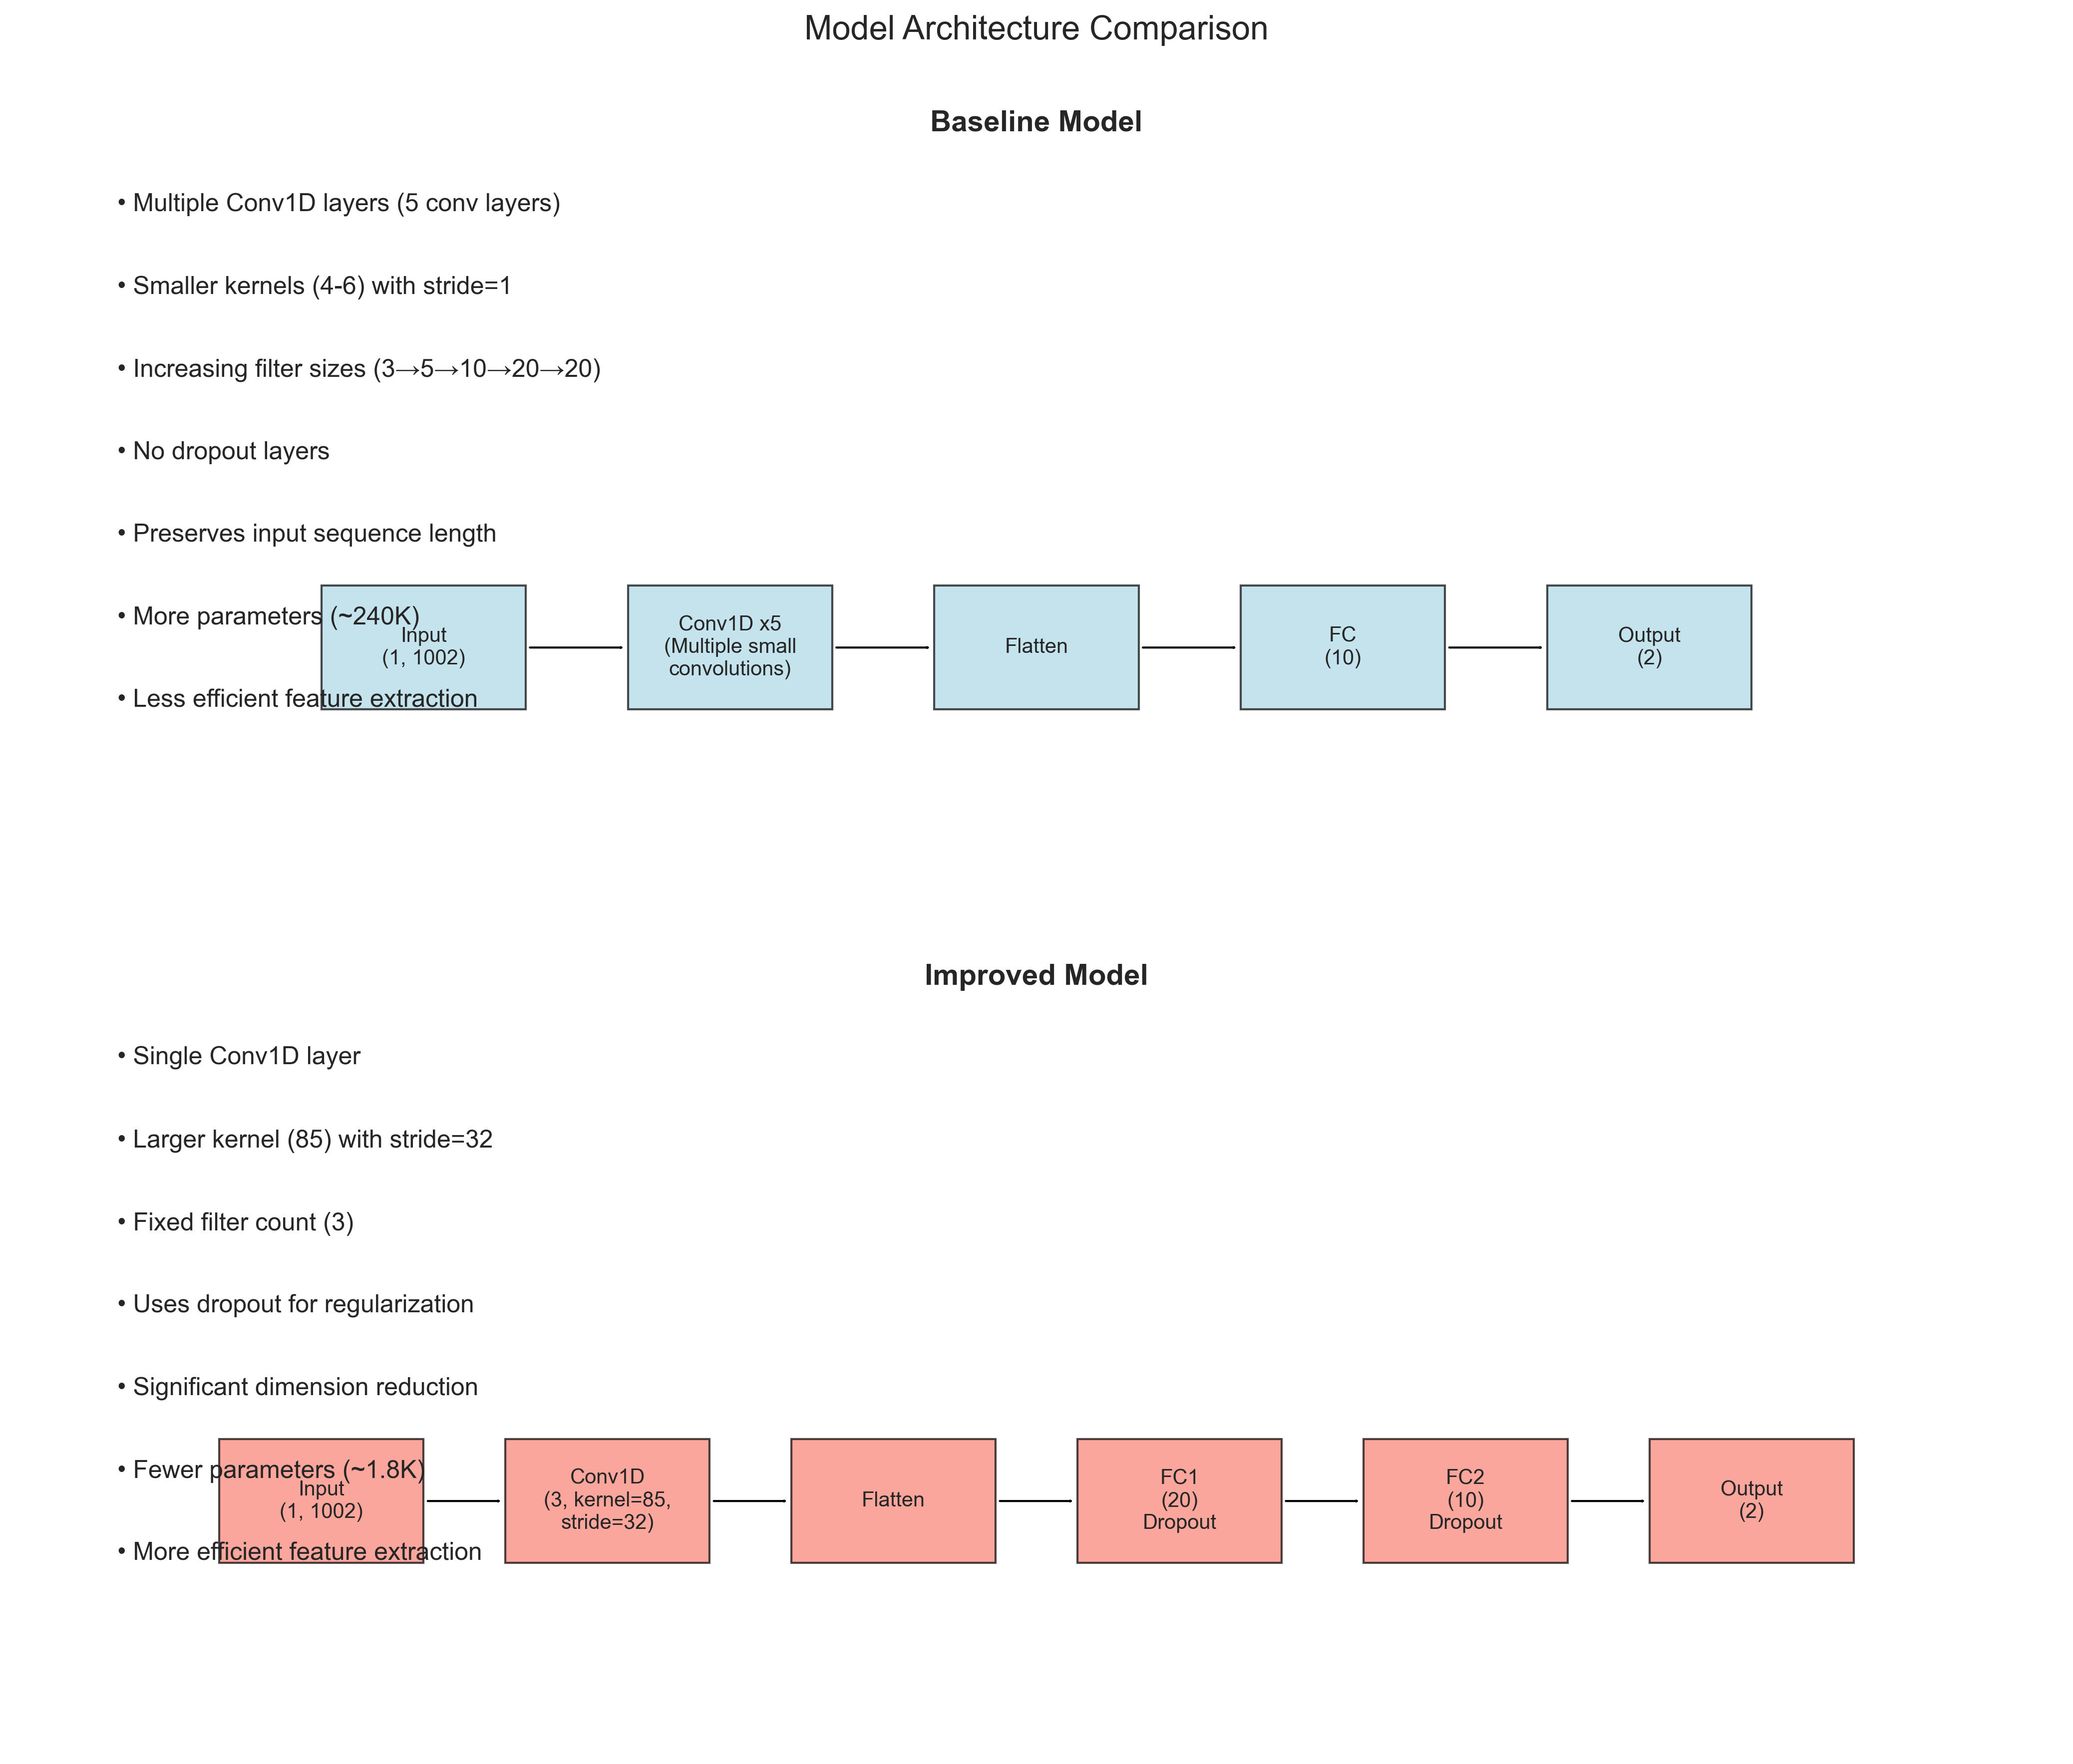 Model Architecture Comparison
Baseline Model
• Multiple Conv1D layers (5 conv layers)
• Smaller kernels (4-6) with stride=1
• Increasing filter sizes (3→5→10→20→20)
• No dropout layers
• Preserves input sequence length
• More parameters (~240K)
• Less efficient feature extraction
Input
(1, 1002)
Conv1D x5
(Multiple small
convolutions)
Flatten
FC
(10)
Output
(2)
Improved Model
• Single Conv1D layer
• Larger kernel (85) with stride=32
• Fixed filter count (3)
• Uses dropout for regularization
• Significant dimension reduction
• Fewer parameters (~1.8K)
• More efficient feature extraction
Input
(1, 1002)
Conv1D
(3, kernel=85,
stride=32)
Flatten
FC1
(20)
Dropout
FC2
(10)
Dropout
Output
(2)